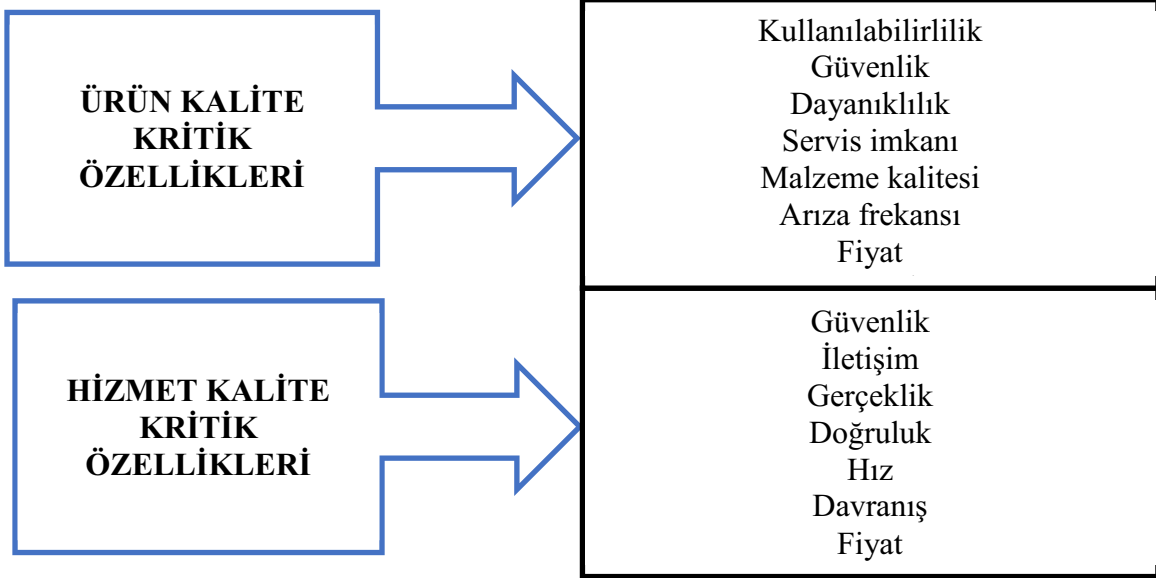 ÜRÜN KALİTE
KRİTİK
ÖZELLİKLERİ
Kullanılabirlilik
Güvenlik
Dayanıklılık
Servis imkanı
Malzeme kalitesi
Arıza frekansı
Fiyat
HİZMET KALİTE
KRİTİK
ÖZELLİKLERİ
Güvenlik
İletişim
Gerçeklik
Doğruluk
Hız
Davranış
Fiyat